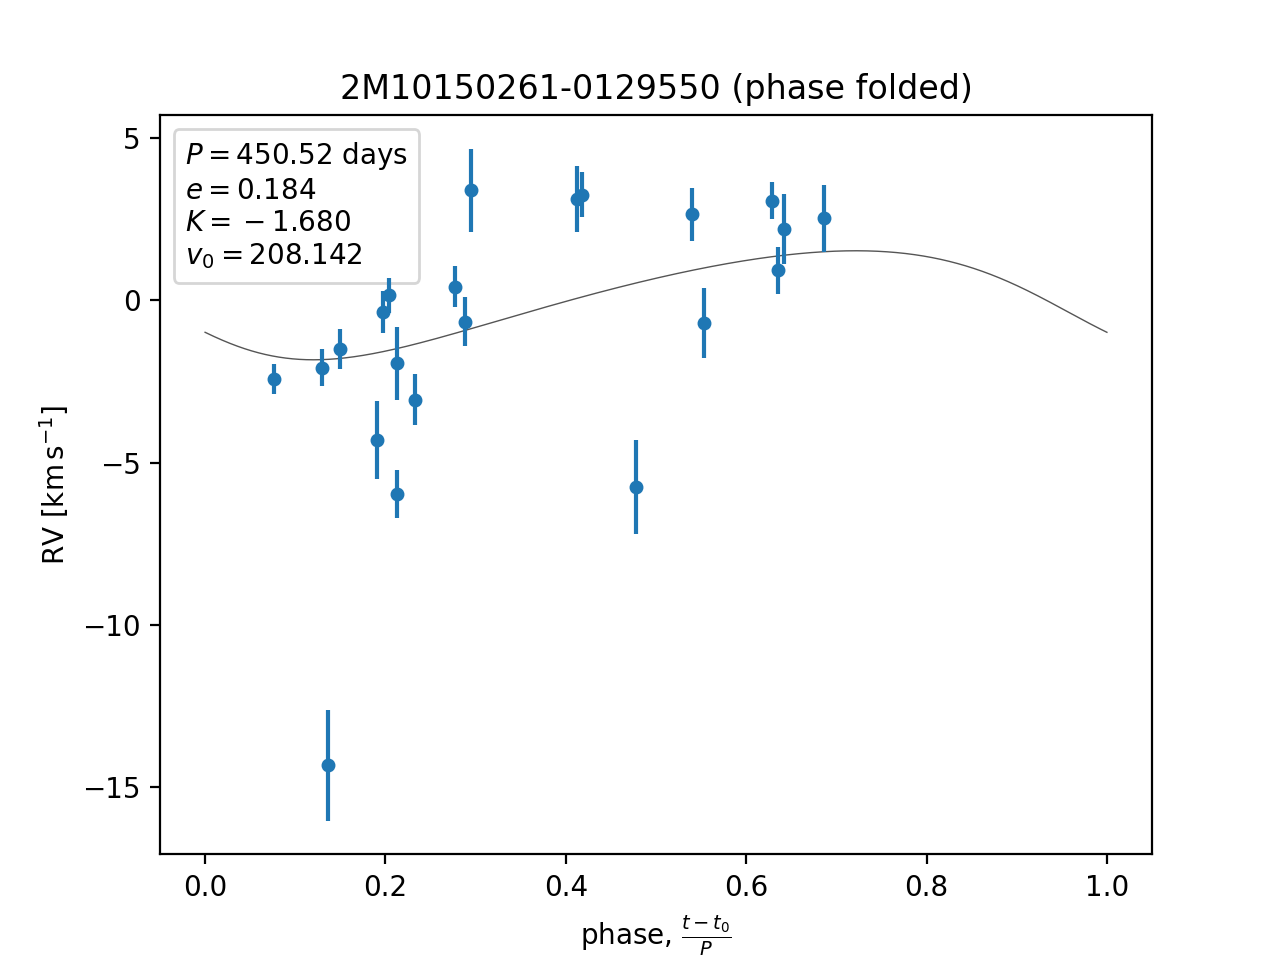 2M10150261-0129550 (phase folded)
P = 450.52 days
e = 0.184
K = −1.680
v₀ = 208.142
5
0
−5
−10
−15
RV [km s⁻¹]
0.0 0.2 0.4 0.6 0.8 1.0
phase, (t − t₀)/P